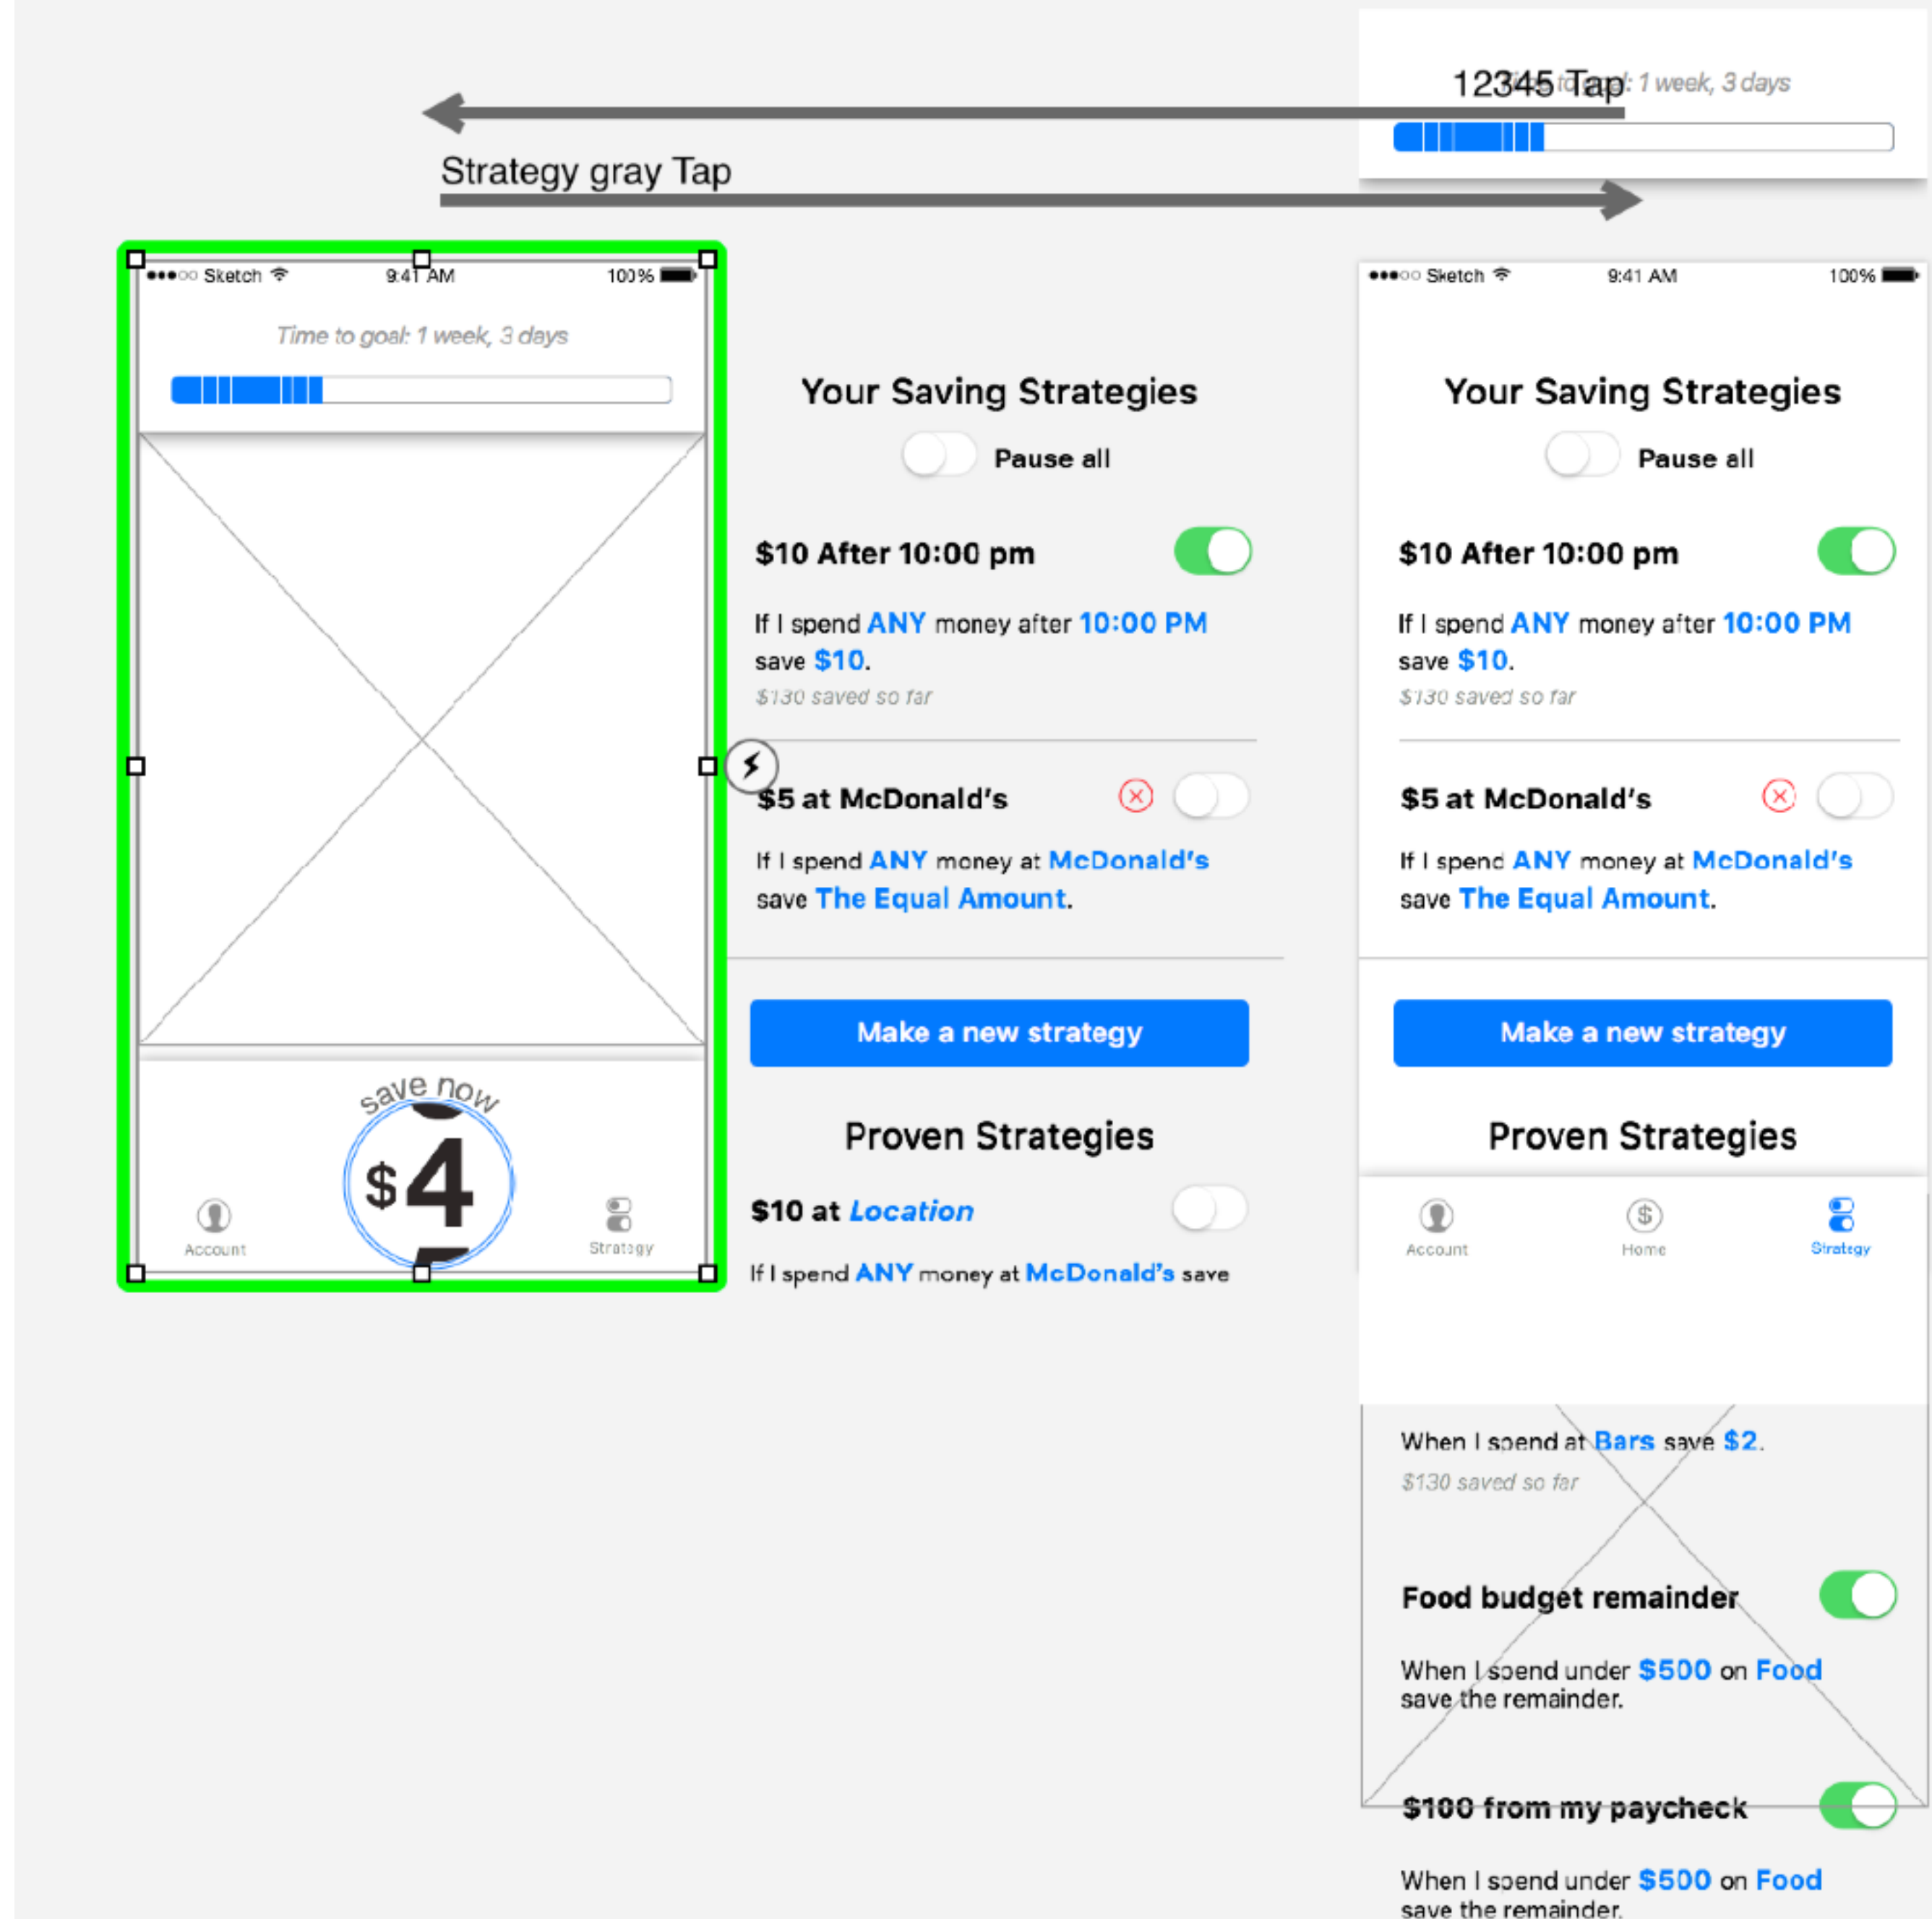 12345 Tap
Time to goal: 1 week, 3 days
Strategy gray Tap
Sketch
9:41 AM
100%
Time to goal: 1 week, 3 days
save now
$4
Account
Strategy
Your Saving Strategies
Pause all
$10 After 10:00 pm
If I spend ANY money after 10:00 PM
save $10.
$130 saved so far
$5 at McDonald's
If I spend ANY money at McDonald's
save The Equal Amount.
Make a new strategy
Proven Strategies
$10 at Location
If I spend ANY money at McDonald's save
Sketch
9:41 AM
100%
Your Saving Strategies
Pause all
$10 After 10:00 pm
If I spend ANY money after 10:00 PM
save $10.
$130 saved so far
$5 at McDonald's
If I spend ANY money at McDonald's
save The Equal Amount.
Make a new strategy
Proven Strategies
Account
$
Home
Strategy
When I spend at Bars save $2.
$130 saved so far
Food budget remainder
When I spend under $500 on Food
save the remainder.
$100 from my paycheck
When I spend under $500 on Food
save the remainder.